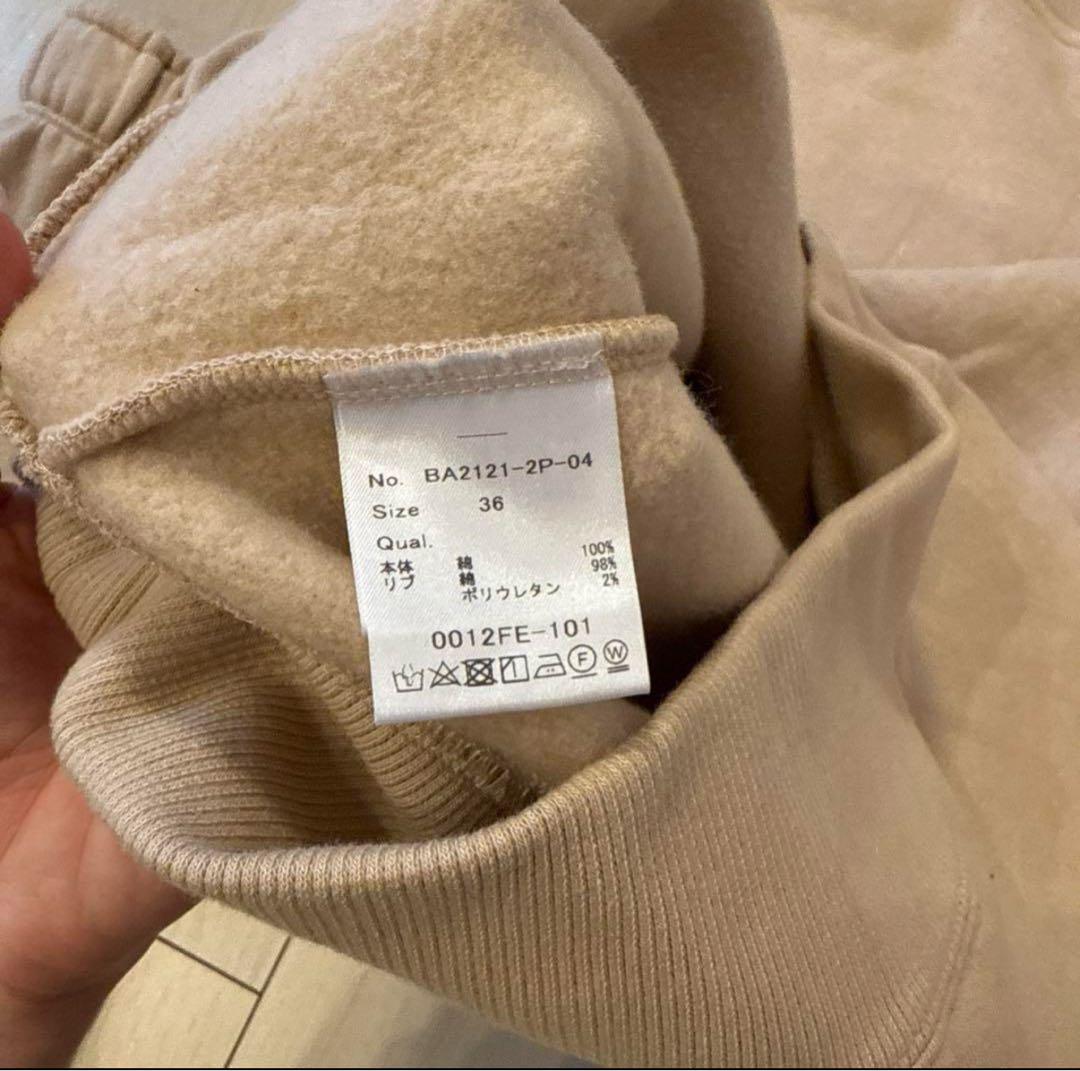 No. BA2121-2P-04
Size 36
Qual.
本体 綿 100%
リブ 綿 98%
ポリウレタン 2%
0012FE-101
F W